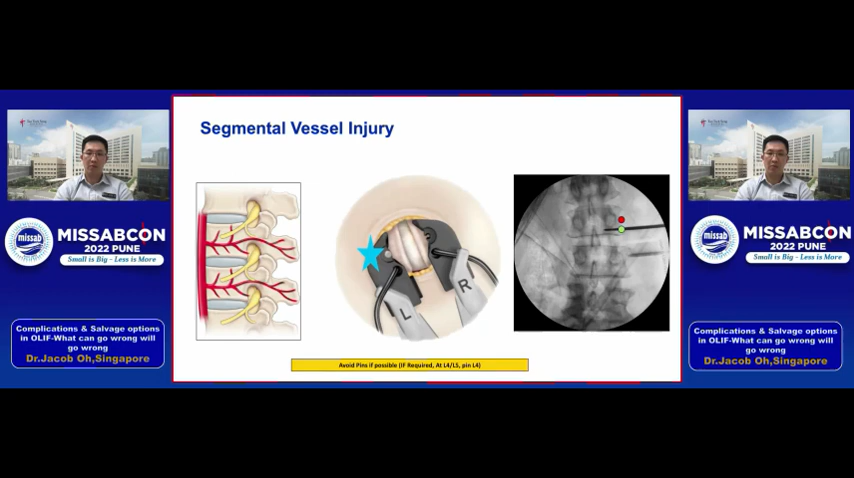 Segmental Vessel Injury
L
R
Avoid Pins if possible (IF Required, At L4/L5, pin L4)
missab
MISSABCON
2022 PUNE
Small is Big - Less is More
Complications & Salvage options
in OLIF-What can go wrong will
go wrong
Dr.Jacob Oh,Singapore
missab
MISSABCON
2022 PUNE
Small is Big - Less is More
Complications & Salvage options
in OLIF-What can go wrong will
go wrong
Dr.Jacob Oh,Singapore